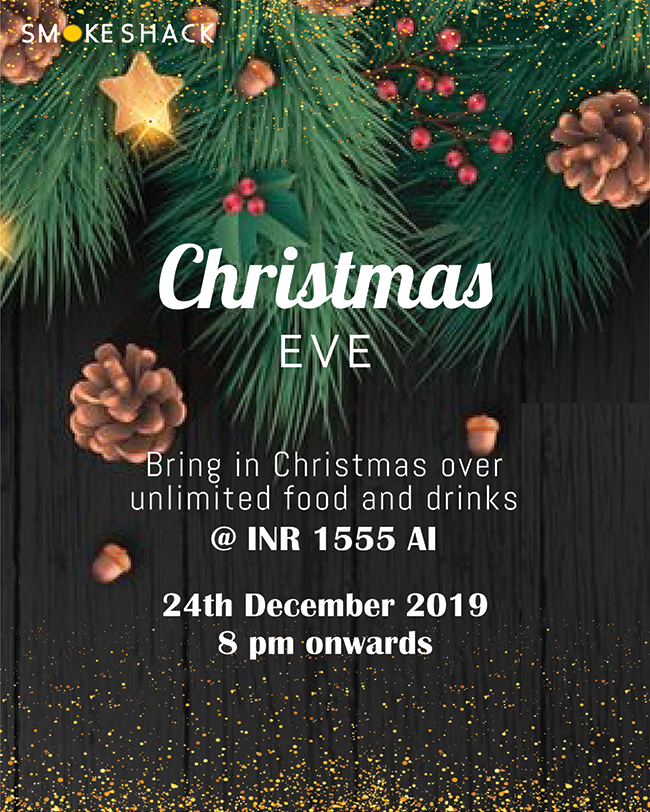 SMOKESHACK
Christmas
EVE
Bring in Christmas over
unlimited food and drinks
@ INR 1555 AI
24th December 2019
8 pm onwards